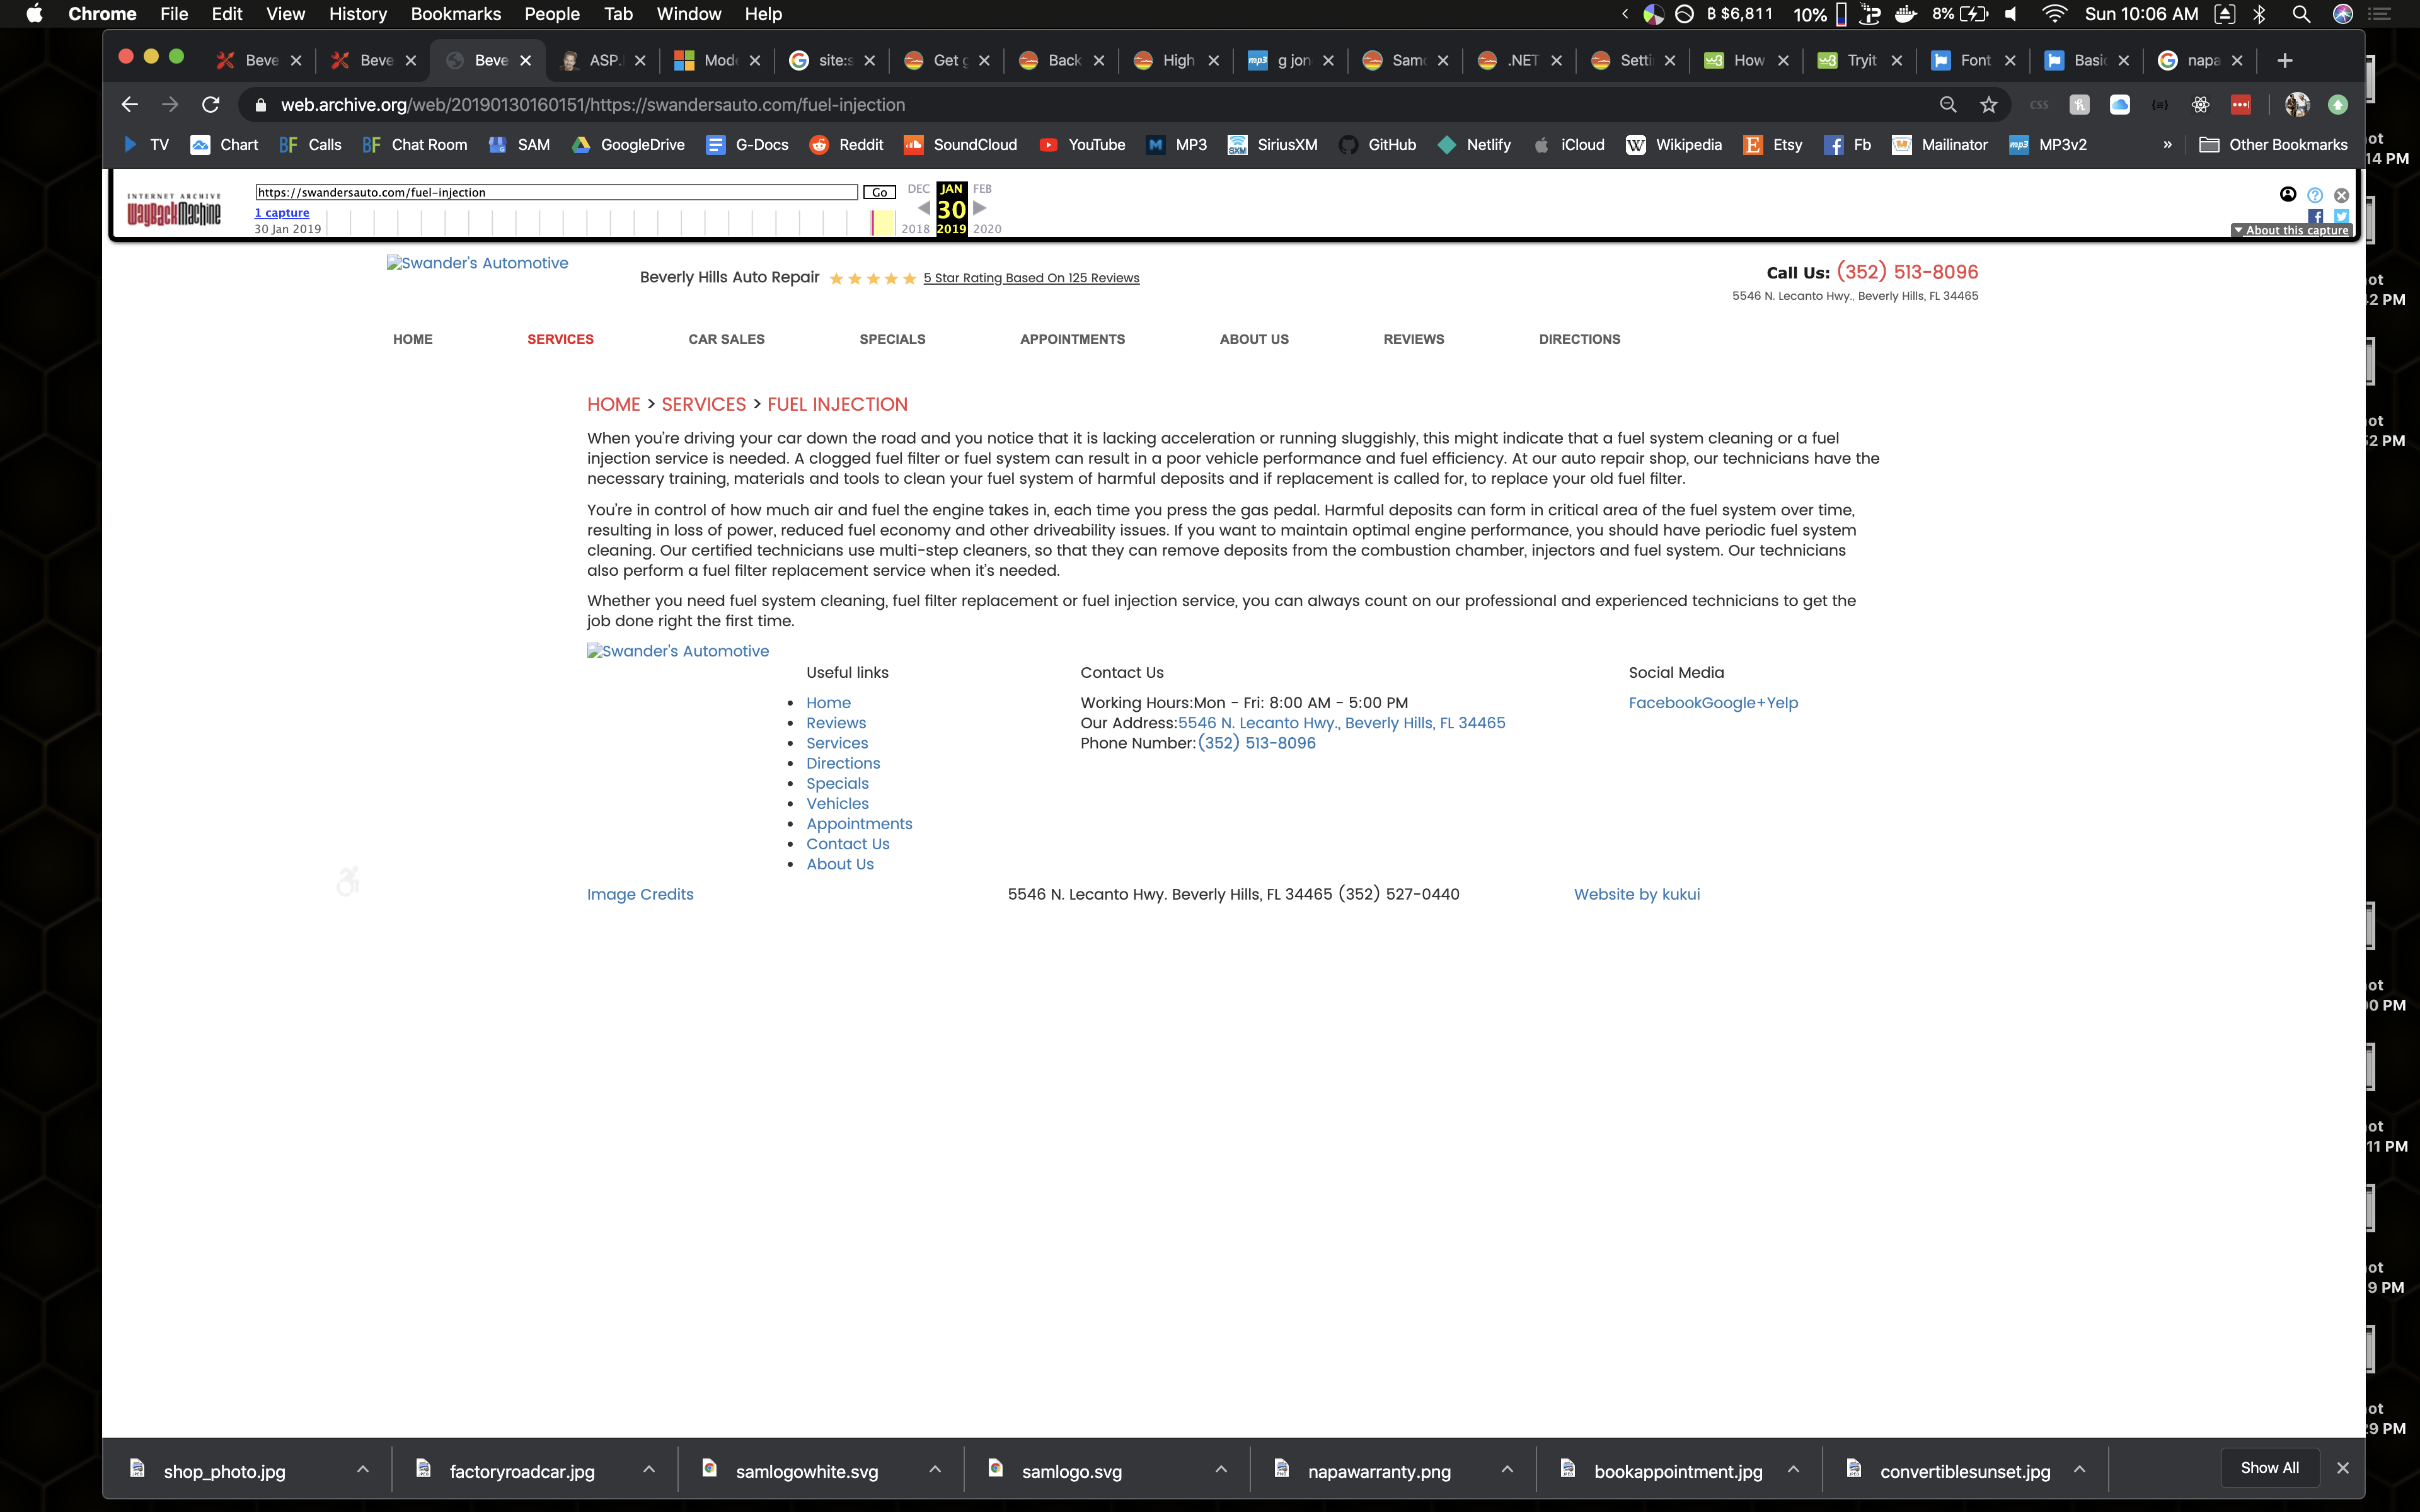 Chrome File Edit View History Bookmarks People Tab Window Help
฿ $6,811 10% 8% Sun 10:06 AM
Beve Beve Beve ASP. Mod site:s Get g Back High g jon Samo .NET Setti How Tryit Font Basic napa
web.archive.org/web/20190130160151/https://swandersauto.com/fuel-injection
TV Chart Calls Chat Room SAM GoogleDrive G-Docs Reddit SoundCloud YouTube MP3 SiriusXM GitHub Netlify iCloud Wikipedia Etsy Fb Mailinator MP3v2 » Other Bookmarks
INTERNET ARCHIVE
WayBackMachine
https://swandersauto.com/fuel-injection Go
DEC JAN FEB
1 capture
30
30 Jan 2019
2018 2019 2020
About this capture
Swander's Automotive
Beverly Hills Auto Repair 5 Star Rating Based On 125 Reviews
Call Us: (352) 513-8096
5546 N. Lecanto Hwy., Beverly Hills, FL 34465
HOME SERVICES CAR SALES SPECIALS APPOINTMENTS ABOUT US REVIEWS DIRECTIONS
HOME > SERVICES > FUEL INJECTION
When you're driving your car down the road and you notice that it is lacking acceleration or running sluggishly, this might indicate that a fuel system cleaning or a fuel
injection service is needed. A clogged fuel filter or fuel system can result in a poor vehicle performance and fuel efficiency. At our auto repair shop, our technicians have the
necessary training, materials and tools to clean your fuel system of harmful deposits and if replacement is called for, to replace your old fuel filter.
You're in control of how much air and fuel the engine takes in, each time you press the gas pedal. Harmful deposits can form in critical area of the fuel system over time,
resulting in loss of power, reduced fuel economy and other driveability issues. If you want to maintain optimal engine performance, you should have periodic fuel system
cleaning. Our certified technicians use multi-step cleaners, so that they can remove deposits from the combustion chamber, injectors and fuel system. Our technicians
also perform a fuel filter replacement service when it's needed.
Whether you need fuel system cleaning, fuel filter replacement or fuel injection service, you can always count on our professional and experienced technicians to get the
job done right the first time.
Swander's Automotive
Useful links
Home
Reviews
Services
Directions
Specials
Vehicles
Appointments
Contact Us
About Us
Contact Us
Working Hours:Mon - Fri: 8:00 AM - 5:00 PM
Our Address:5546 N. Lecanto Hwy., Beverly Hills, FL 34465
Phone Number:(352) 513-8096
Social Media
FacebookGoogle+Yelp
Image Credits
5546 N. Lecanto Hwy. Beverly Hills, FL 34465 (352) 527-0440
Website by kukui
shop_photo.jpg factoryroadcar.jpg samlogowhite.svg samlogo.svg napawarranty.png bookappointment.jpg convertiblesunset.jpg Show All